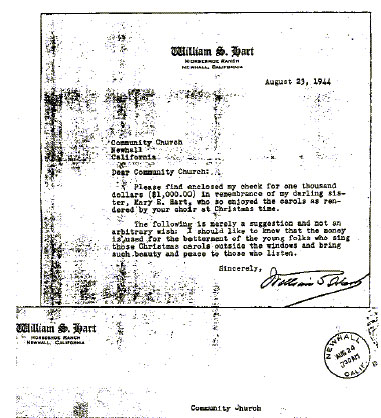 William S. Hart
HORSESHOE RANCH
NEWHALL, CALIFORNIA
August 23, 1944
Community Church
Newhall
California
Dear Community Church:
Please find enclosed my check for one thousand
dollars ($1,000.00) in remembrance of my darling sis-
ter, Mary E. Hart, who so enjoyed the carols as ren-
dered by your choir at Christmas time.
The following is merely a suggestion and not an
arbitrary wish: I should like to know that the money
is used for the betterment of the young folks who sing
those Christmas carols outside the windows and bring
such beauty and peace to those who listen.
Sincerely,
William S. Hart
William S. Hart
HORSESHOE RANCH
NEWHALL, CALIFORNIA
NEWHALL
AUG 24
CALIF.
Community Church